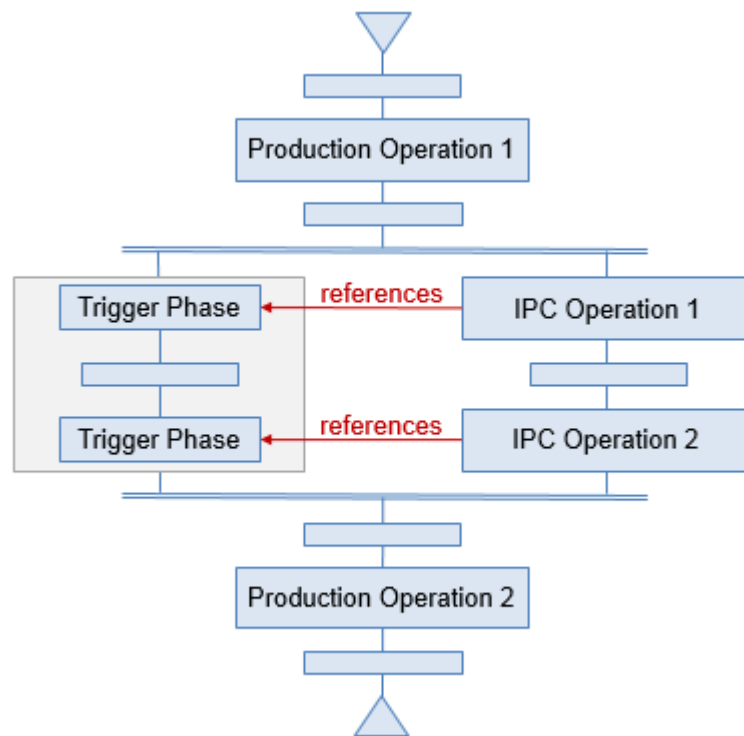 Production Operation 1
Trigger Phase
references
IPC Operation 1
Trigger Phase
references
IPC Operation 2
Production Operation 2